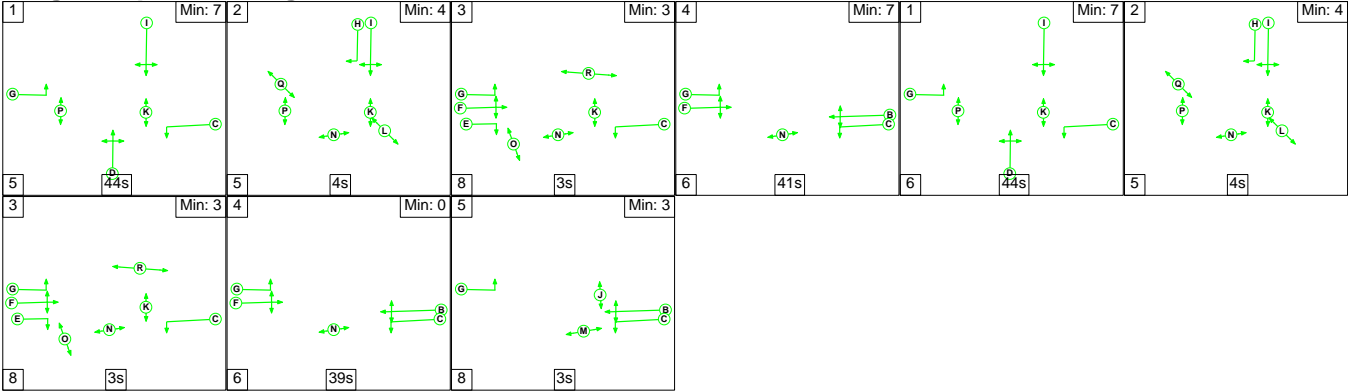 1 Min: 7 2 Min: 4 3 Min: 3 4 Min: 7 1 Min: 7 2 Min: 4
I H I R I H I
Q Q
G P K C P K G F E K G F B C G P K C P K
N L N O N N L
D D
5 44s 5 4s 8 3s 6 41s 6 44s 5 4s
3 Min: 3 4 Min: 0 5 Min: 3
R
G F E K C G F B C G J B C
N O N M
8 3s 6 39s 8 3s